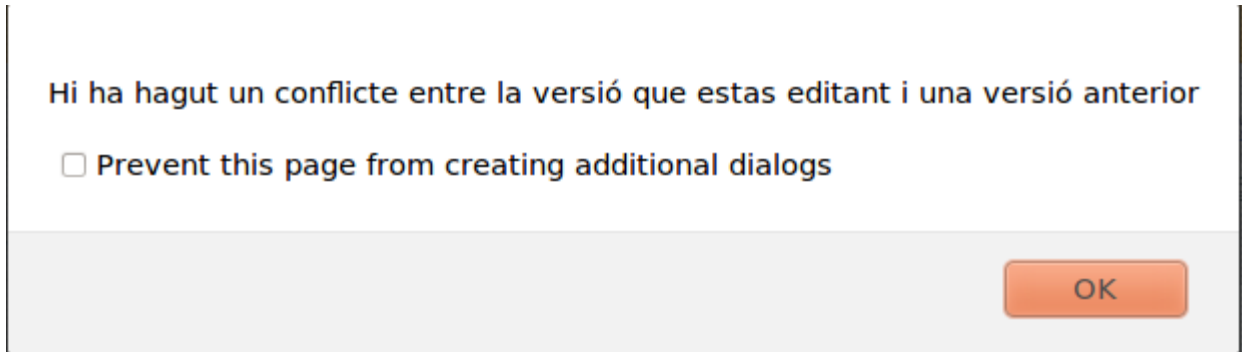 Hi ha hagut un conflicte entre la versió que estas editant i una versió anterior
Prevent this page from creating additional dialogs
OK